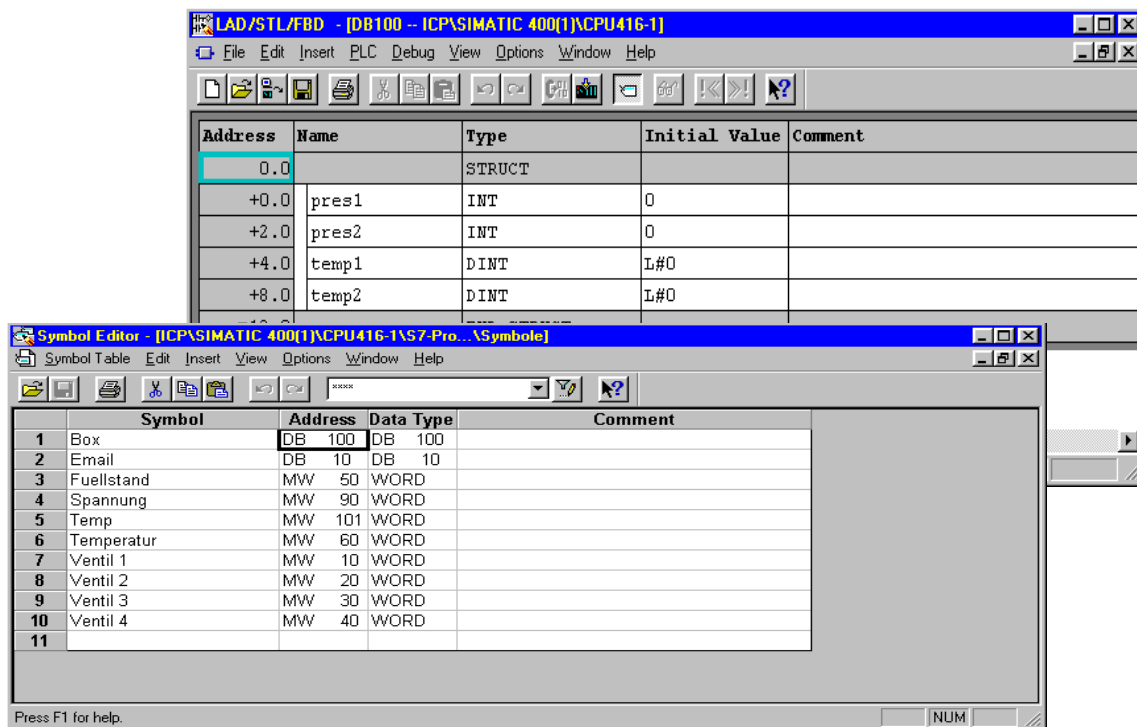 LAD/STL/FBD - [DB100 -- ICP\SIMATIC 400(1)\CPU416-1]
File Edit Insert PLC Debug View Options Window Help
Address Name Type Initial Value Comment
0.0 STRUCT
+0.0 pres1 INT 0
+2.0 pres2 INT 0
+4.0 temp1 DINT L#0
+8.0 temp2 DINT L#0
Symbol Editor - [ICP\SIMATIC 400(1)\CPU416-1\S7-Pro...\Symbole]
Symbol Table Edit Insert View Options Window Help
****
Symbol Address Data Type Comment
1 Box DB 100 DB 100
2 Email DB 10 DB 10
3 Fuellstand MW 50 WORD
4 Spannung MW 90 WORD
5 Temp MW 101 WORD
6 Temperatur MW 60 WORD
7 Ventil 1 MW 10 WORD
8 Ventil 2 MW 20 WORD
9 Ventil 3 MW 30 WORD
10 Ventil 4 MW 40 WORD
11
Press F1 for help. NUM